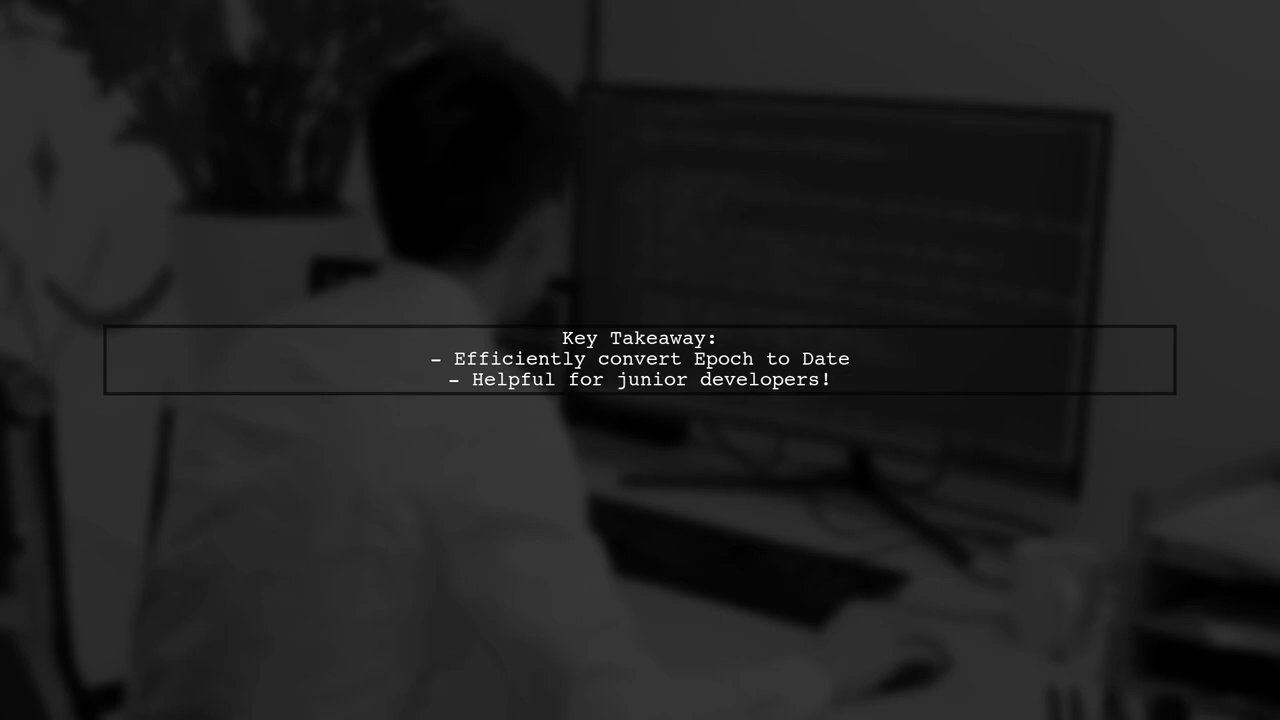 Key Takeaway:
- Efficiently convert Epoch to Date
- Helpful for junior developers!